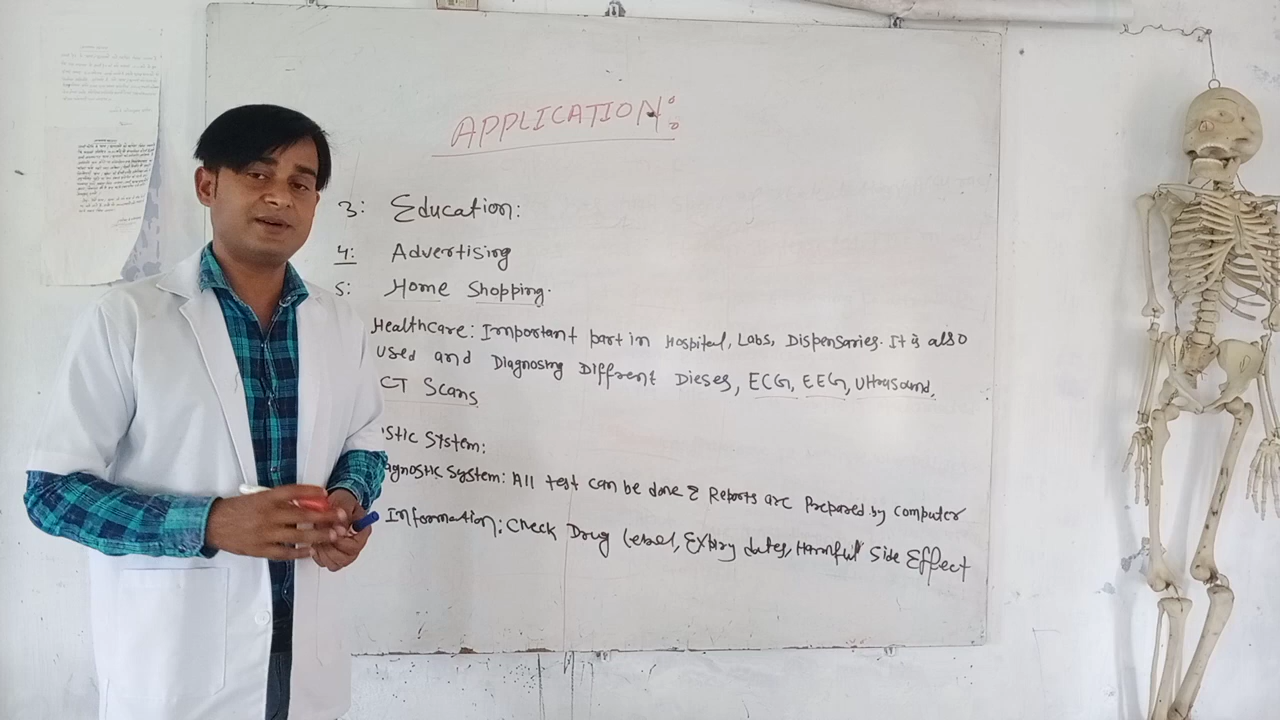 APPLICATION:
3: Education:
4: Advertising
5: Home Shopping.
Healthcare: Important part in Hospital, Labs, Dispensaries. It is also
used and Diagnosing Different Dieses, ECG, EEG, Ultrasound,
CT Scans
stic System:
agnostic System: All test can be done & Reports are Prepared by computer
Information: Check Drug Lebel, Expiry dates, Harmful Side Effect